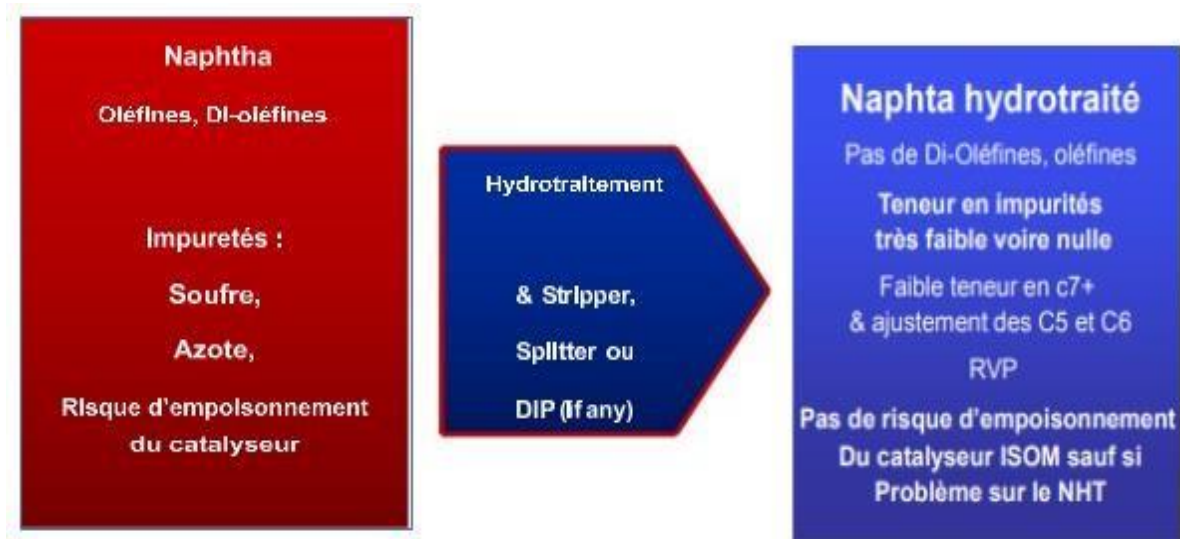 Naphtha
Oléfines, Di-oléfines
Impuretés :
Soufre,
Azote,
Risque d'empoisonnement
du catalyseur
Hydrotraitement
& Stripper,
Splitter ou
DIP (if any)
Naphta hydrotraité
Pas de Di-Oléfines, oléfines
Teneur en impurités
très faible voire nulle
Faible teneur en c7+
& ajustement des C5 et C6
RVP
Pas de risque d'empoisonnement
Du catalyseur ISOM sauf si
Problème sur le NHT